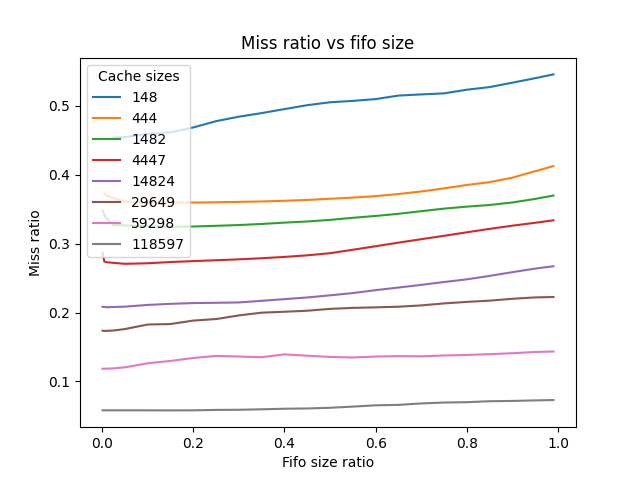 Miss ratio vs fifo size
Cache sizes
148
444
1482
4447
14824
29649
59298
118597
0.5
0.4
0.3
0.2
0.1
Miss ratio
0.0 0.2 0.4 0.6 0.8 1.0
Fifo size ratio